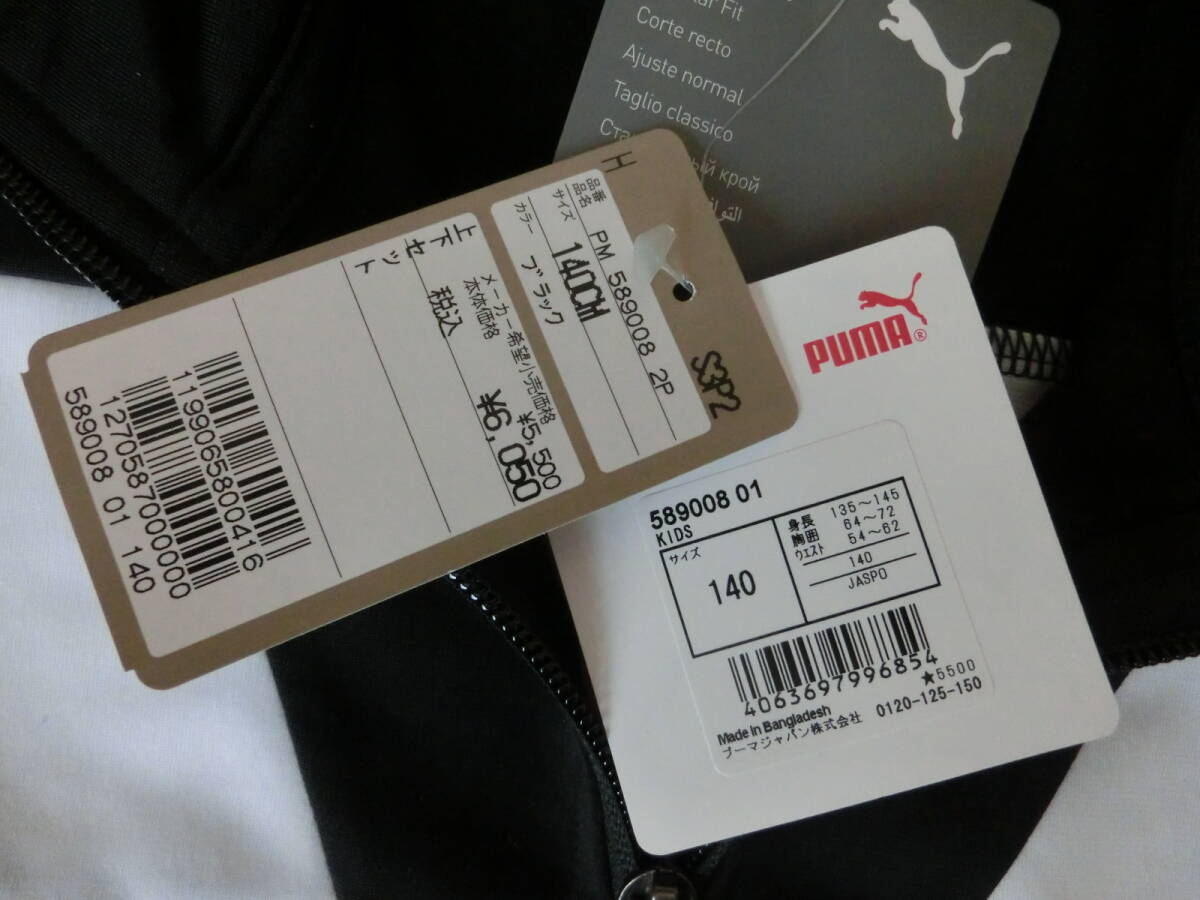 Fit
Corte recto
Ajuste normal
Taglio classico
ый крой
H
品番 PM 589008 2P
品名
サイズ 140CM
カラー ブラック
メーカー希望小売価格
本体価格 ¥5,500
税込 ¥6,050
上下セット
1199065800416
1270587000000
589008 01 140
S3P2
PUMA®
589008 01
KIDS
サイズ
140
身長 135～145
胸囲 64～72
ウエスト 54～62
140
JASPO
4063697996854
★5500
Made in Bangladesh
プーマジャパン株式会社 0120-125-150